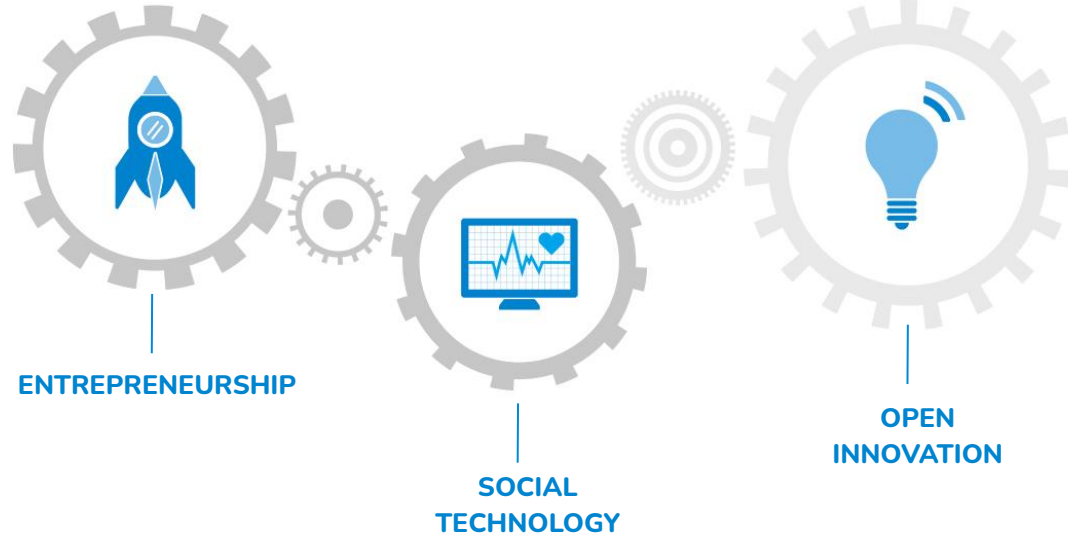 ENTREPRENEURSHIP
SOCIAL
TECHNOLOGY
OPEN
INNOVATION